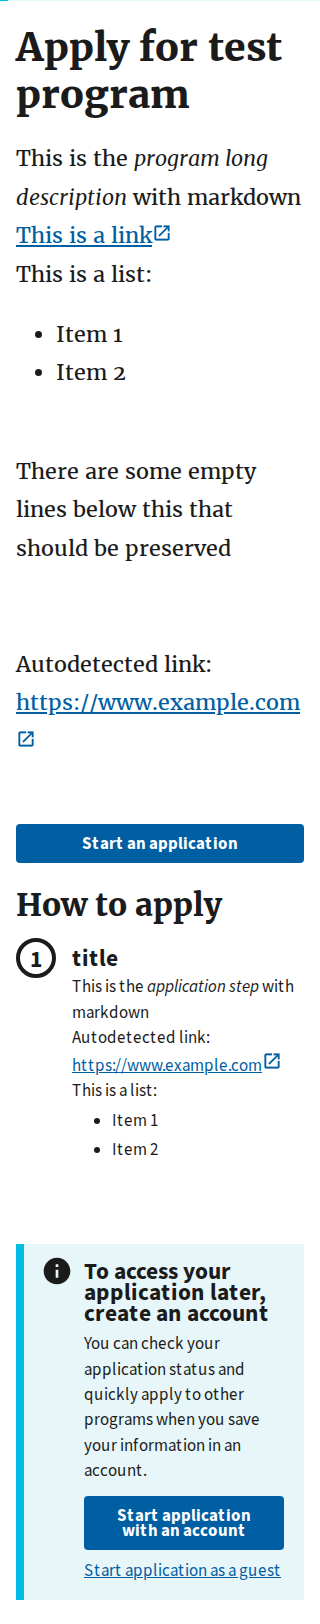 Apply for test
program
This is the program long
description with markdown
This is a link
This is a list:
• Item 1
• Item 2
There are some empty
lines below this that
should be preserved
Autodetected link:
https://www.example.com
Start an application
How to apply
1 title
This is the application step with
markdown
Autodetected link:
https://www.example.com
This is a list:
• Item 1
• Item 2
To access your
application later,
create an account
You can check your
application status and
quickly apply to other
programs when you save
your information in an
account.
Start application
with an account
Start application as a guest